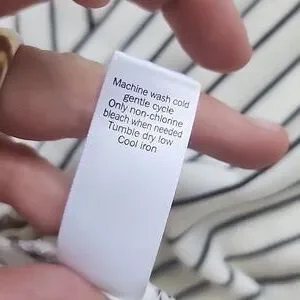 Machine wash cold
gentle cycle
Only non-chlorine
bleach when needed
Tumble dry low
Cool iron